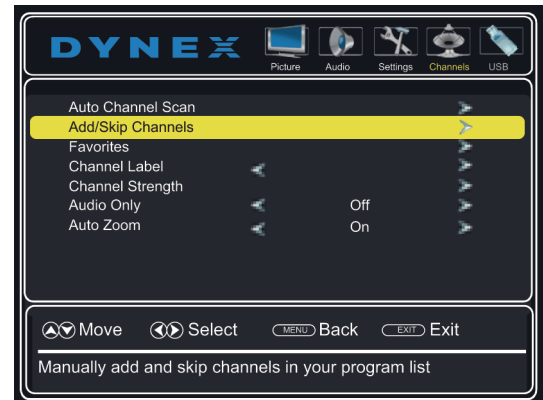 DYNEX
Picture Audio Settings Channels USB
Auto Channel Scan
Add/Skip Channels
Favorites
Channel Label
Channel Strength
Audio Only Off
Auto Zoom On
Move Select MENU Back EXIT Exit
Manually add and skip channels in your program list